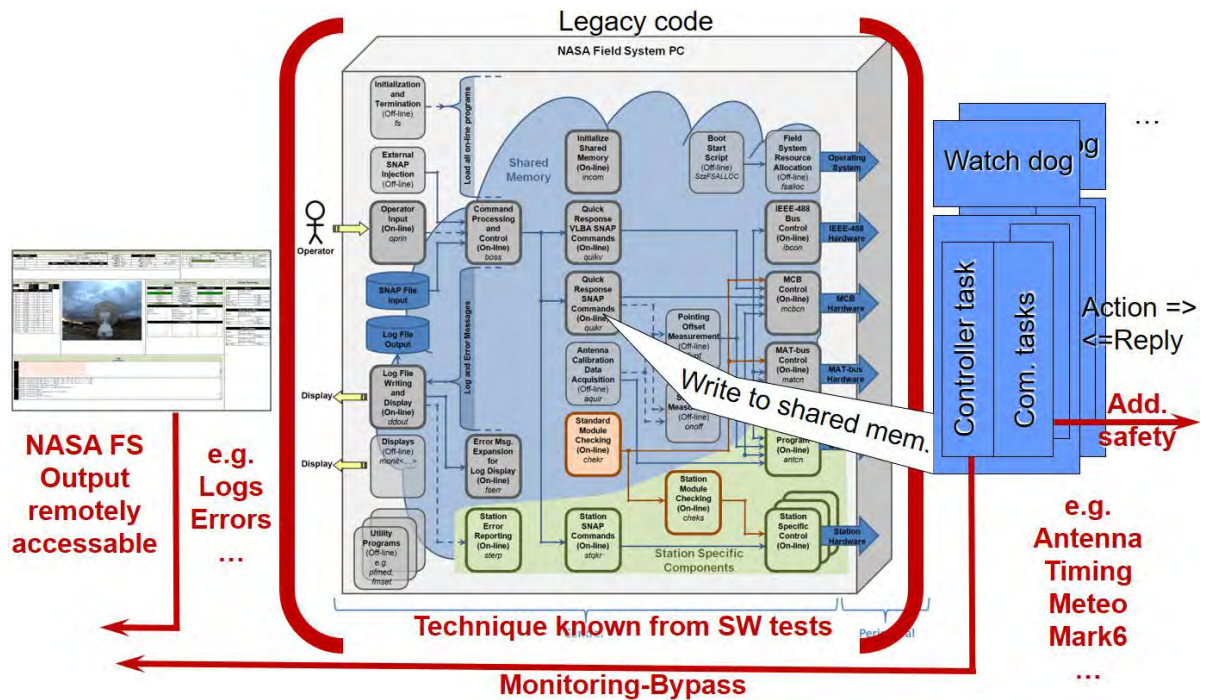 Legacy code
NASA Field System PC
Initialization
and
Termination
(Off-line)
fs
Load all on-line programs
External
SNAP
Injection
(Off-line)
Shared
Memory
Initialize
Shared
Memory
(On-line)
incom
Boot
Start
Script
(Off-line)
SzzFSALLOC
Field
System
Resource
Allocation
(Off-line)
fsalloc
Operating
System
Operator
Operator
Input
(On-line)
oprin
Command
Processing
and
Control
(On-line)
boss
Quick
Response
VLBA SNAP
Commands
(On-line)
quikv
IEEE-488
Bus
Control
(On-line)
ibcon
IEEE-488
Hardware
SNAP File
Input
Log File
Output
Log and Error Messages
Quick
Response
SNAP
Commands
(On-line)
quikr
Pointing
Offset
Measurement
(Off-line)
MCB
Control
(On-line)
mcbcn
MCB
Hardware
Display
Log File
Writing
and
Display
(On-line)
ddout
Antenna
Calibration
Data
Acquisition
(Off-line)
aquir
onoff
MAT-bus
Control
(On-line)
matcn
MAT-bus
Hardware
Display
Displays
(Off-line)
monit<...>
Error Msg.
Expansion
for
Log Display
(On-line)
fserr
Standard
Module
Checking
(On-line)
chekr
Program
(On-line)
antcn
Station
Module
Checking
(On-line)
cheks
Utility
Programs
(Off-line)
e.g.
pfmed,
fmset
Station
Error
Reporting
(On-line)
sterp
Station
SNAP
Commands
(On-line)
stqkr
Station Specific
Components
Station
Specific
Control
(On-line)
Station
Hardware
Write to shared mem.
Watch dog
…
Controller task
Com. tasks
Action =>
<=Reply
Add.
safety
NASA FS
Output
remotely
accessable
e.g.
Logs
Errors
…
e.g.
Antenna
Timing
Meteo
Mark6
…
Technique known from SW tests
Monitoring-Bypass